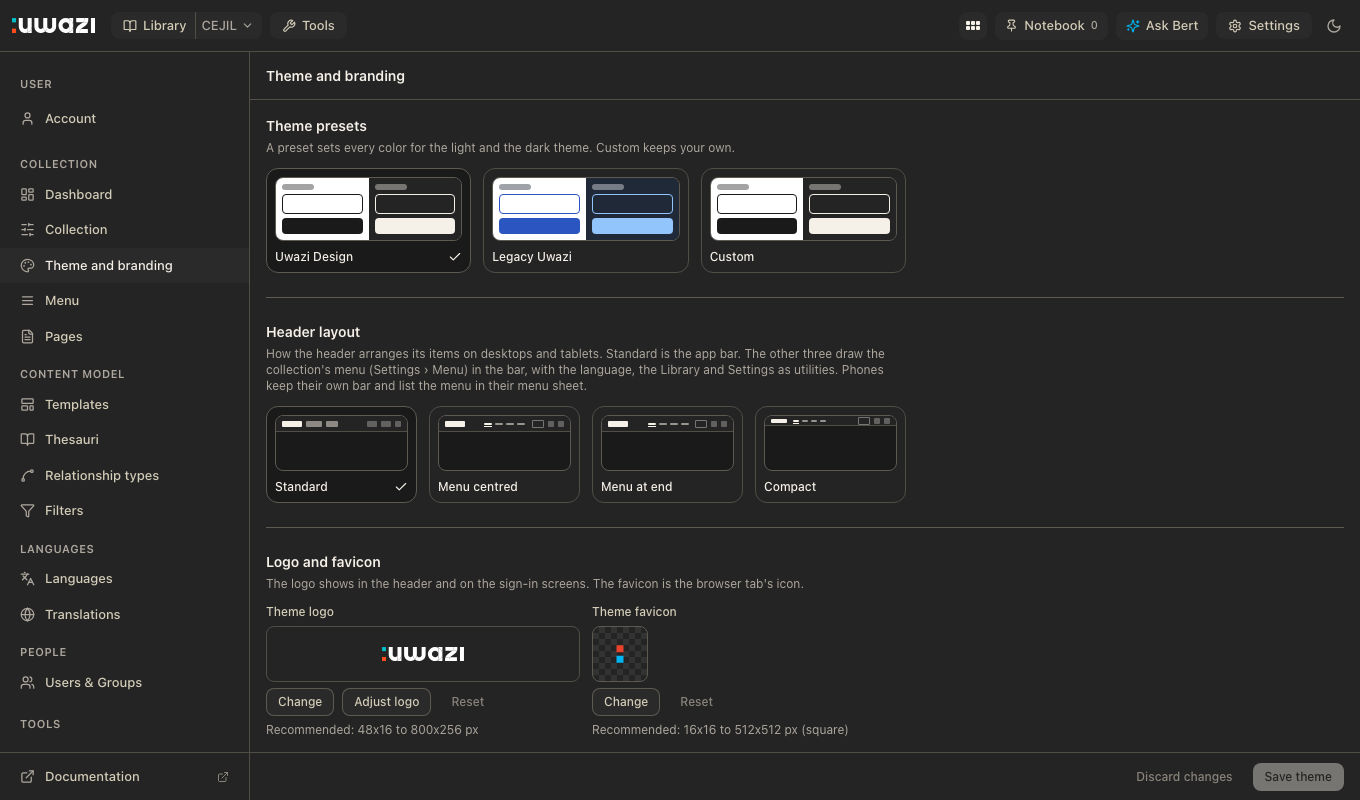 uwazi
Library
CEJIL
Tools
Notebook 0
Ask Bert
Settings
USER
Account
COLLECTION
Dashboard
Collection
Theme and branding
Menu
Pages
CONTENT MODEL
Templates
Thesauri
Relationship types
Filters
LANGUAGES
Languages
Translations
PEOPLE
Users & Groups
TOOLS
Documentation
Theme and branding
Theme presets
A preset sets every color for the light and the dark theme. Custom keeps your own.
Uwazi Design
Legacy Uwazi
Custom
Header layout
How the header arranges its items on desktops and tablets. Standard is the app bar. The other three draw the
collection's menu (Settings › Menu) in the bar, with the language, the Library and Settings as utilities. Phones
keep their own bar and list the menu in their menu sheet.
Standard
Menu centred
Menu at end
Compact
Logo and favicon
The logo shows in the header and on the sign-in screens. The favicon is the browser tab's icon.
Theme logo
Theme favicon
uwazi
Change
Adjust logo
Reset
Change
Reset
Recommended: 48x16 to 800x256 px
Recommended: 16x16 to 512x512 px (square)
Discard changes
Save theme